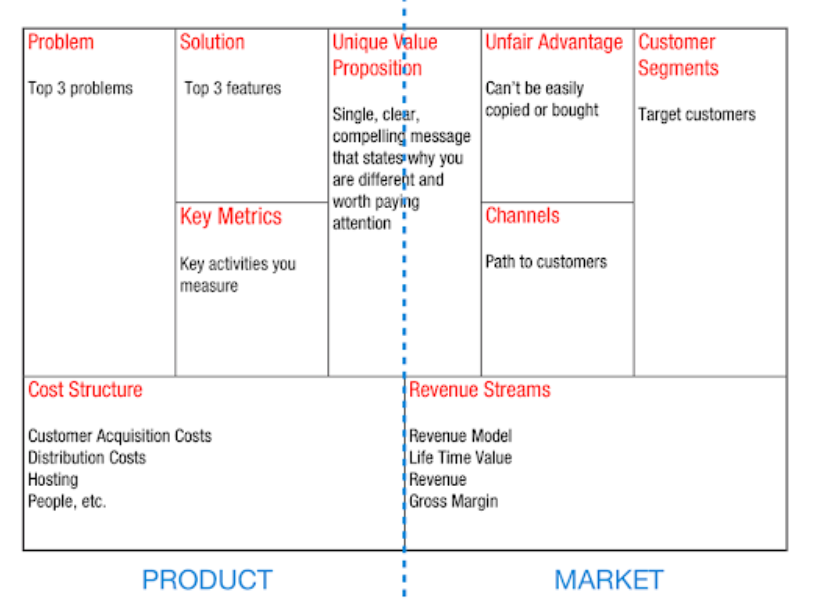 Problem
Top 3 problems
Solution
Top 3 features
Key Metrics
Key activities you
measure
Unique Value
Proposition
Single, clear,
compelling message
that states why you
are different and
worth paying
attention
Unfair Advantage
Can't be easily
copied or bought
Channels
Path to customers
Customer
Segments
Target customers
Cost Structure
Customer Acquisition Costs
Distribution Costs
Hosting
People, etc.
Revenue Streams
Revenue Model
Life Time Value
Revenue
Gross Margin
PRODUCT
MARKET